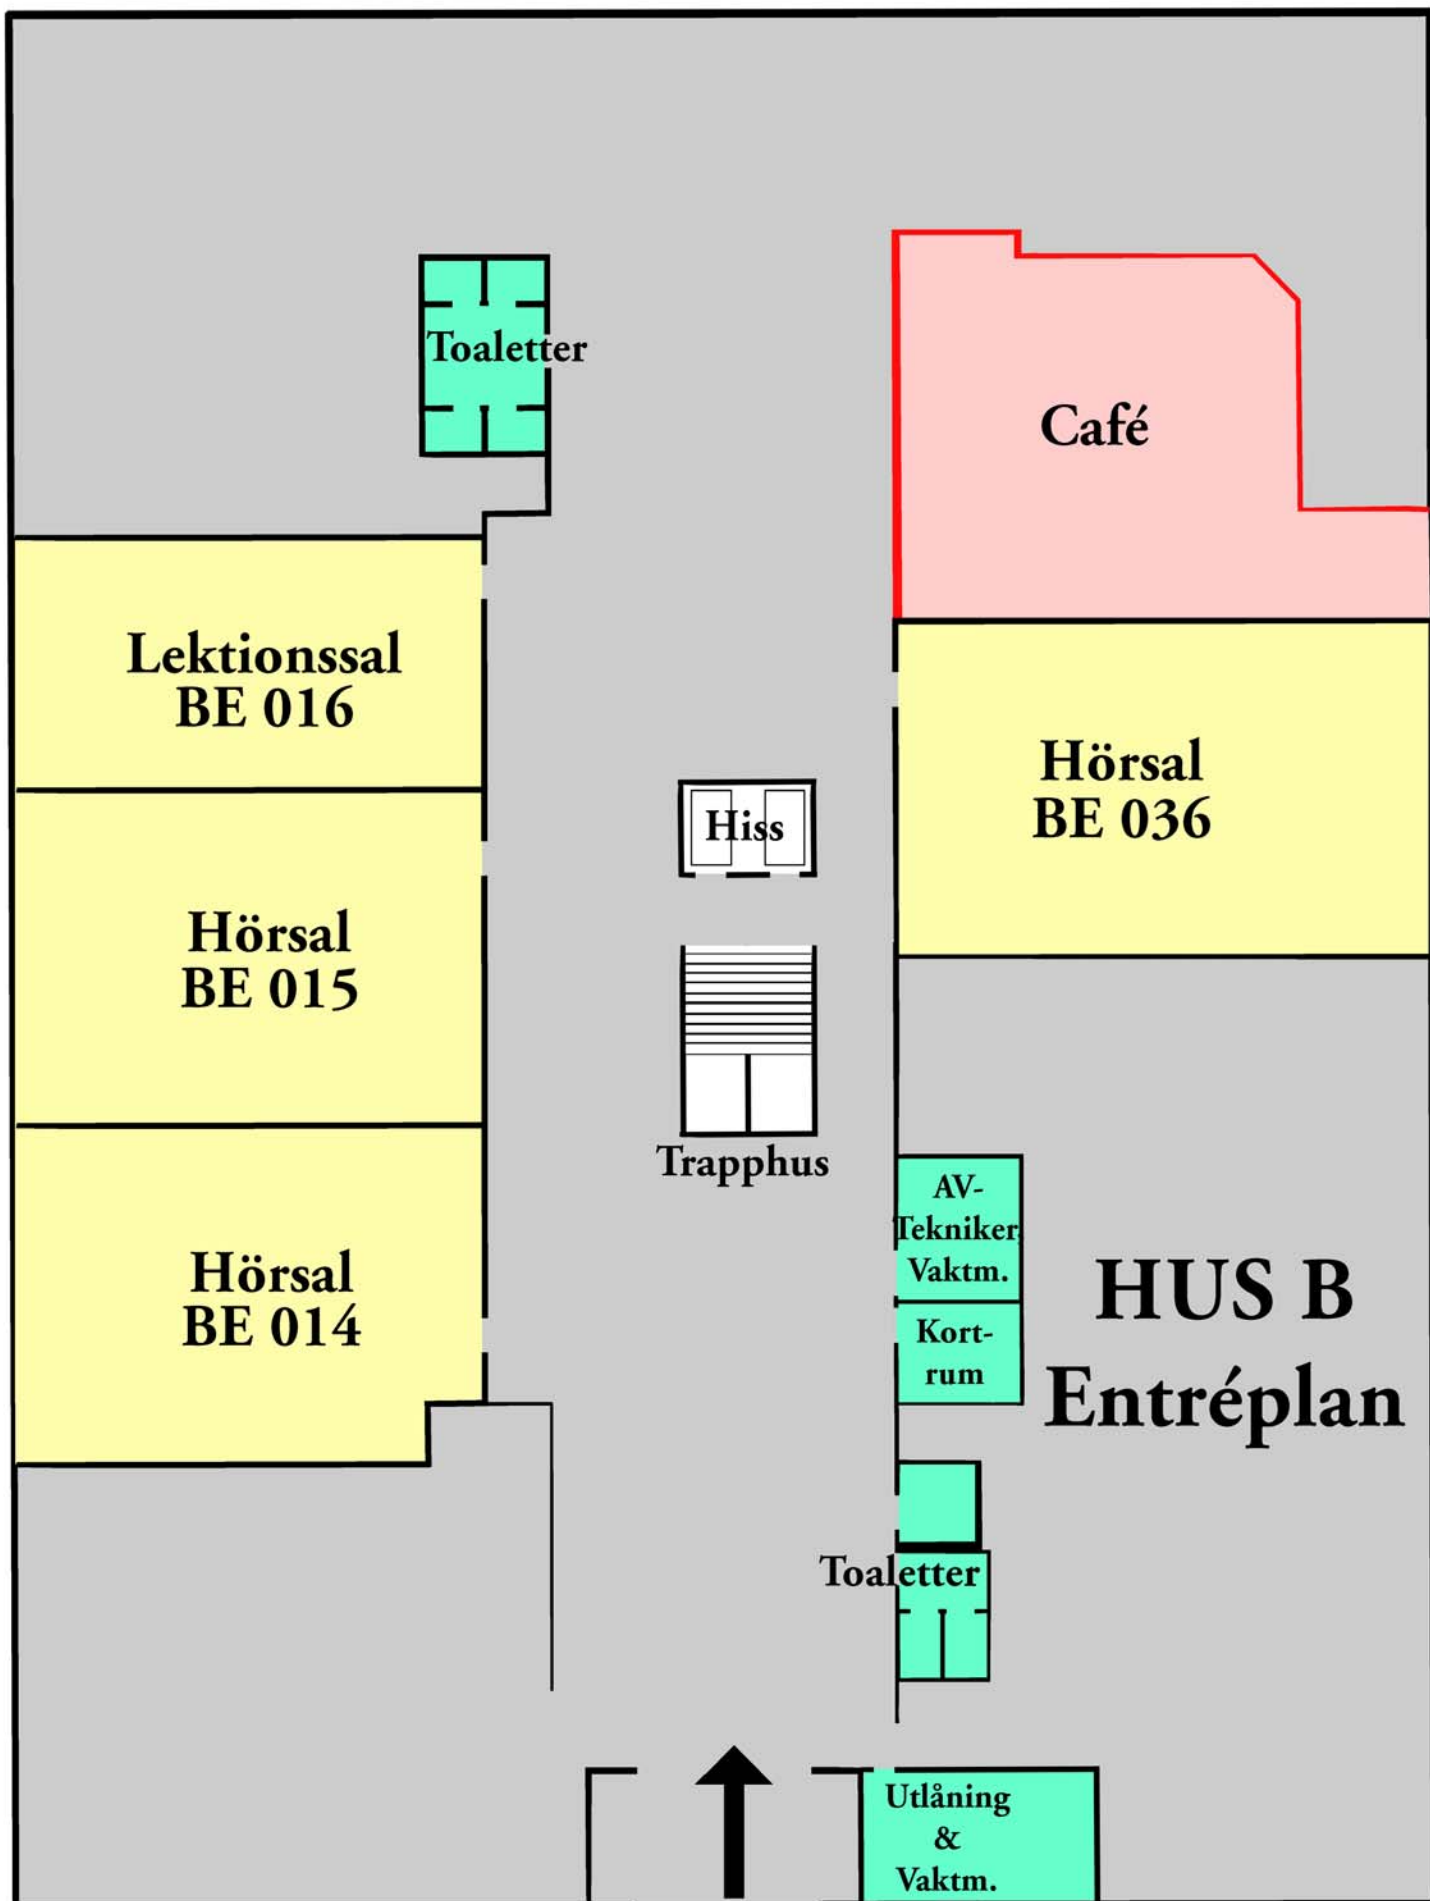 Toaletter
Café
Lektionssal
BE 016
Hörsal
BE 036
Hiss
Hörsal
BE 015
Trapphus
AV-
Tekniker,
Vaktm.
Hörsal
BE 014
Kort-
rum
HUS B
Entréplan
Toaletter
Utlåning
&
Vaktm.